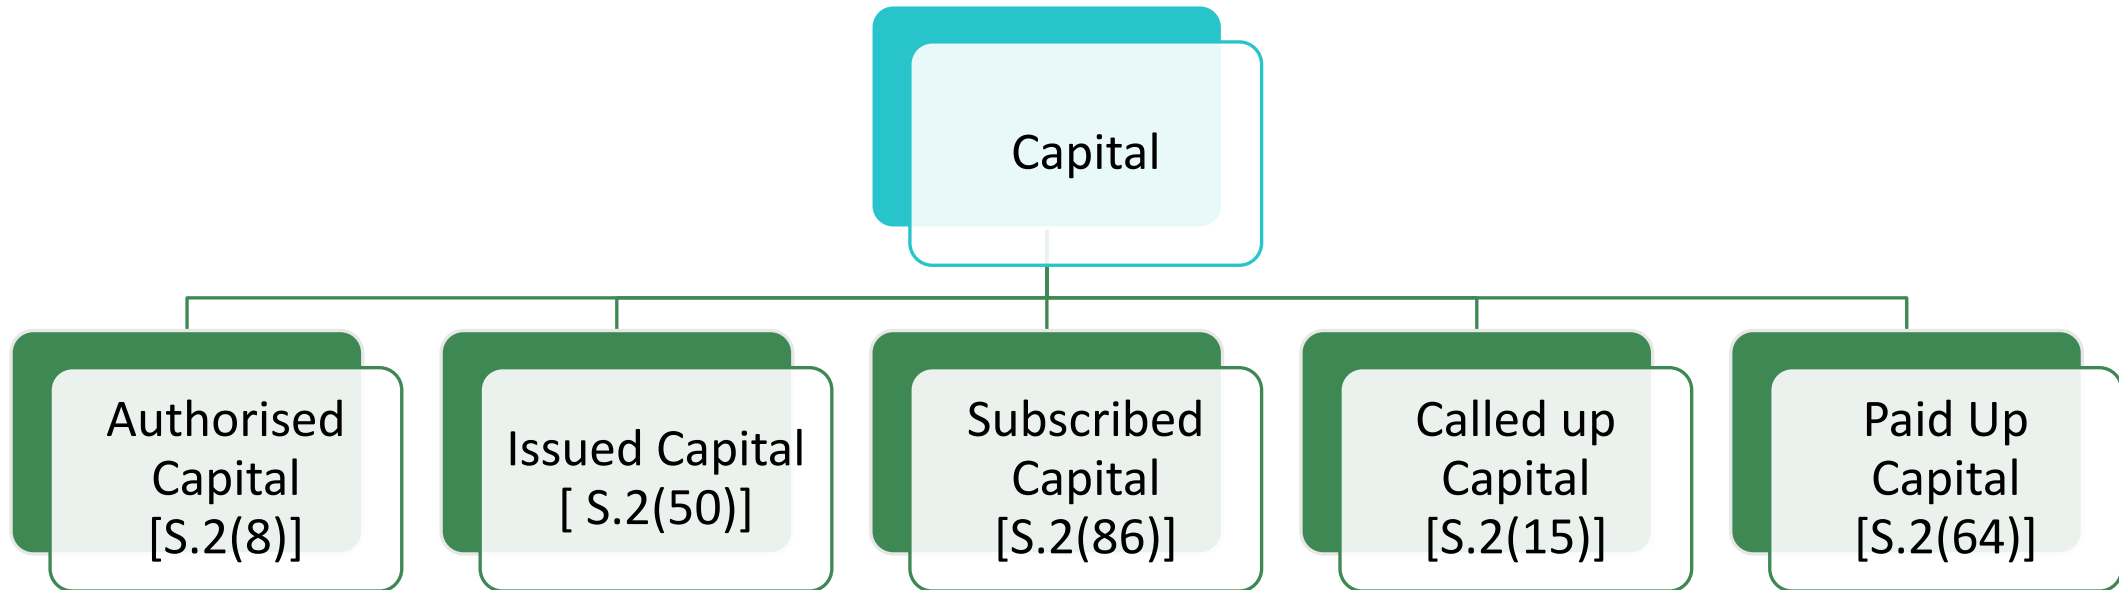 Capital
Authorised
Capital
[S.2(8)]
Issued Capital
[ S.2(50)]
Subscribed
Capital
[S.2(86)]
Called up
Capital
[S.2(15)]
Paid Up
Capital
[S.2(64)]